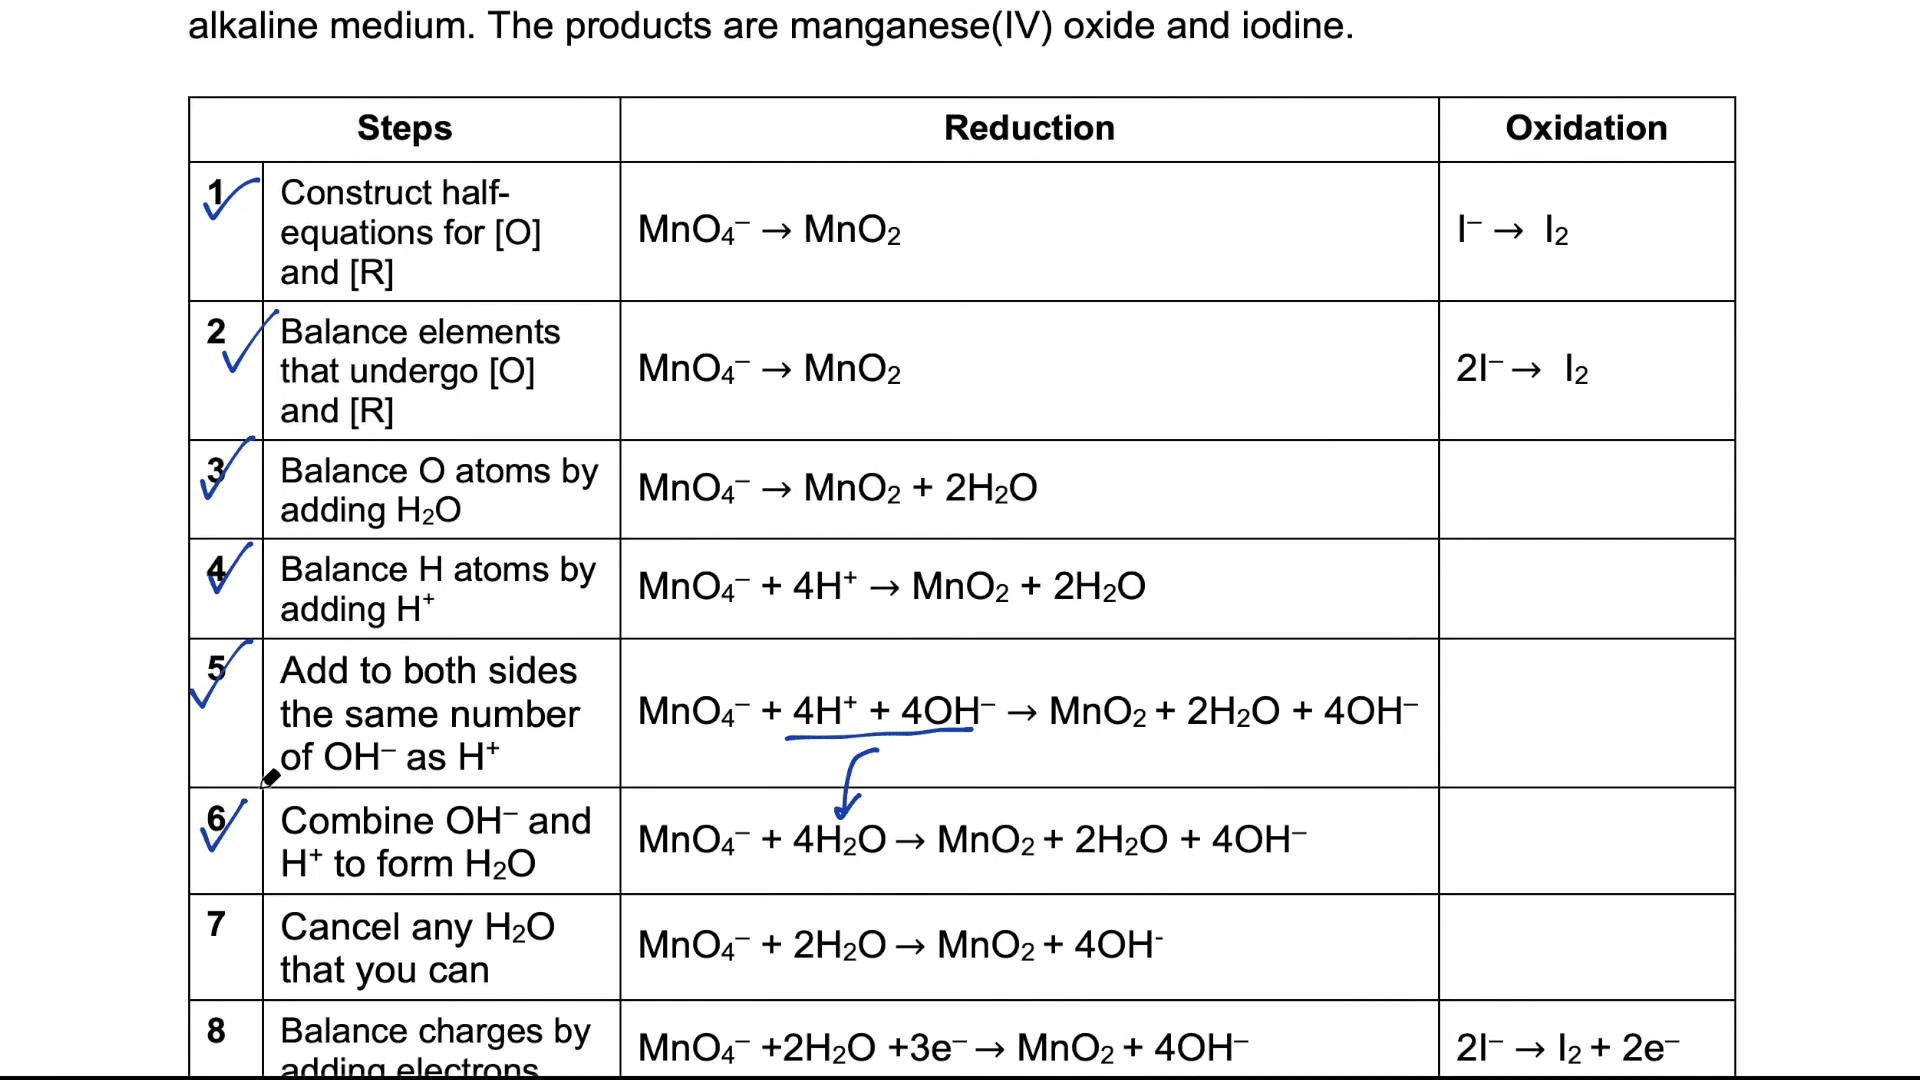 alkaline medium. The products are manganese(IV) oxide and iodine.
Steps Reduction Oxidation
1 Construct half-
equations for [O]
and [R]
MnO₄⁻ → MnO₂
I⁻ → I₂
2 Balance elements
that undergo [O]
and [R]
MnO₄⁻ → MnO₂
2I⁻ → I₂
3 Balance O atoms by
adding H₂O
MnO₄⁻ → MnO₂ + 2H₂O
4 Balance H atoms by
adding H⁺
MnO₄⁻ + 4H⁺ → MnO₂ + 2H₂O
5 Add to both sides
the same number
of OH⁻ as H⁺
MnO₄⁻ + 4H⁺ + 4OH⁻ → MnO₂ + 2H₂O + 4OH⁻
6 Combine OH⁻ and
H⁺ to form H₂O
MnO₄⁻ + 4H₂O → MnO₂ + 2H₂O + 4OH⁻
7 Cancel any H₂O
that you can
MnO₄⁻ + 2H₂O → MnO₂ + 4OH⁻
8 Balance charges by
adding electrons
MnO₄⁻ +2H₂O +3e⁻ → MnO₂ + 4OH⁻
2I⁻ → I₂ + 2e⁻